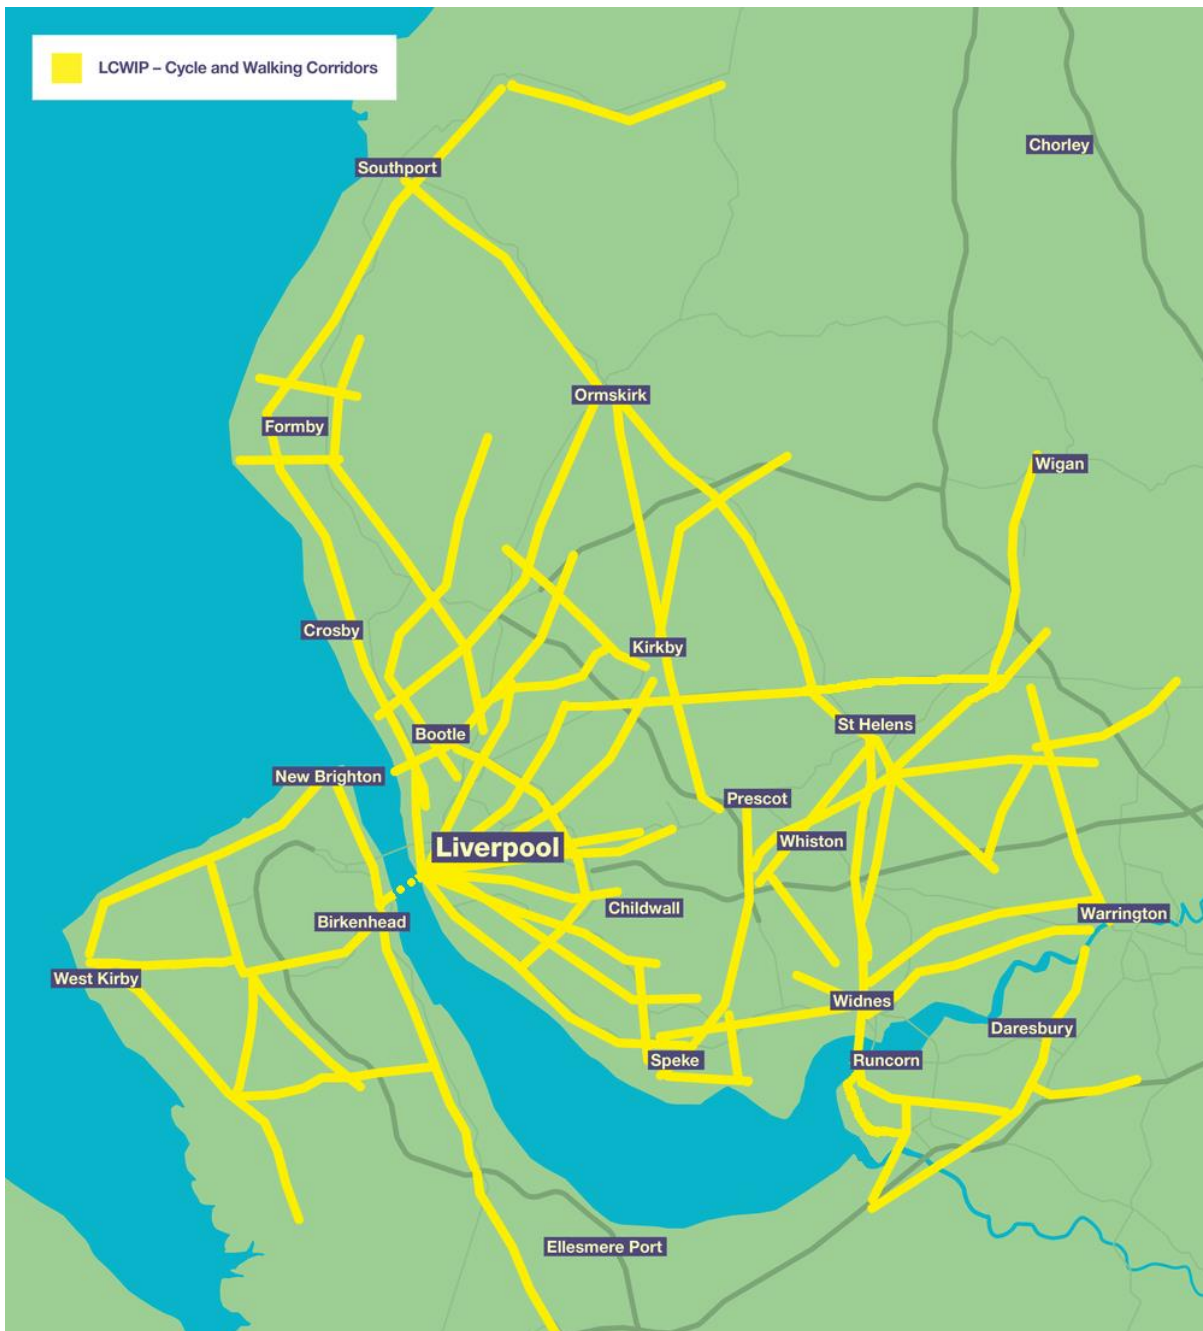 LCWIP – Cycle and Walking Corridors
Chorley
Southport
Ormskirk
Formby
Wigan
Crosby
Kirkby
St Helens
Bootle
New Brighton
Prescot
Whiston
Liverpool
Childwall
Warrington
Birkenhead
West Kirby
Widnes
Daresbury
Speke
Runcorn
Ellesmere Port